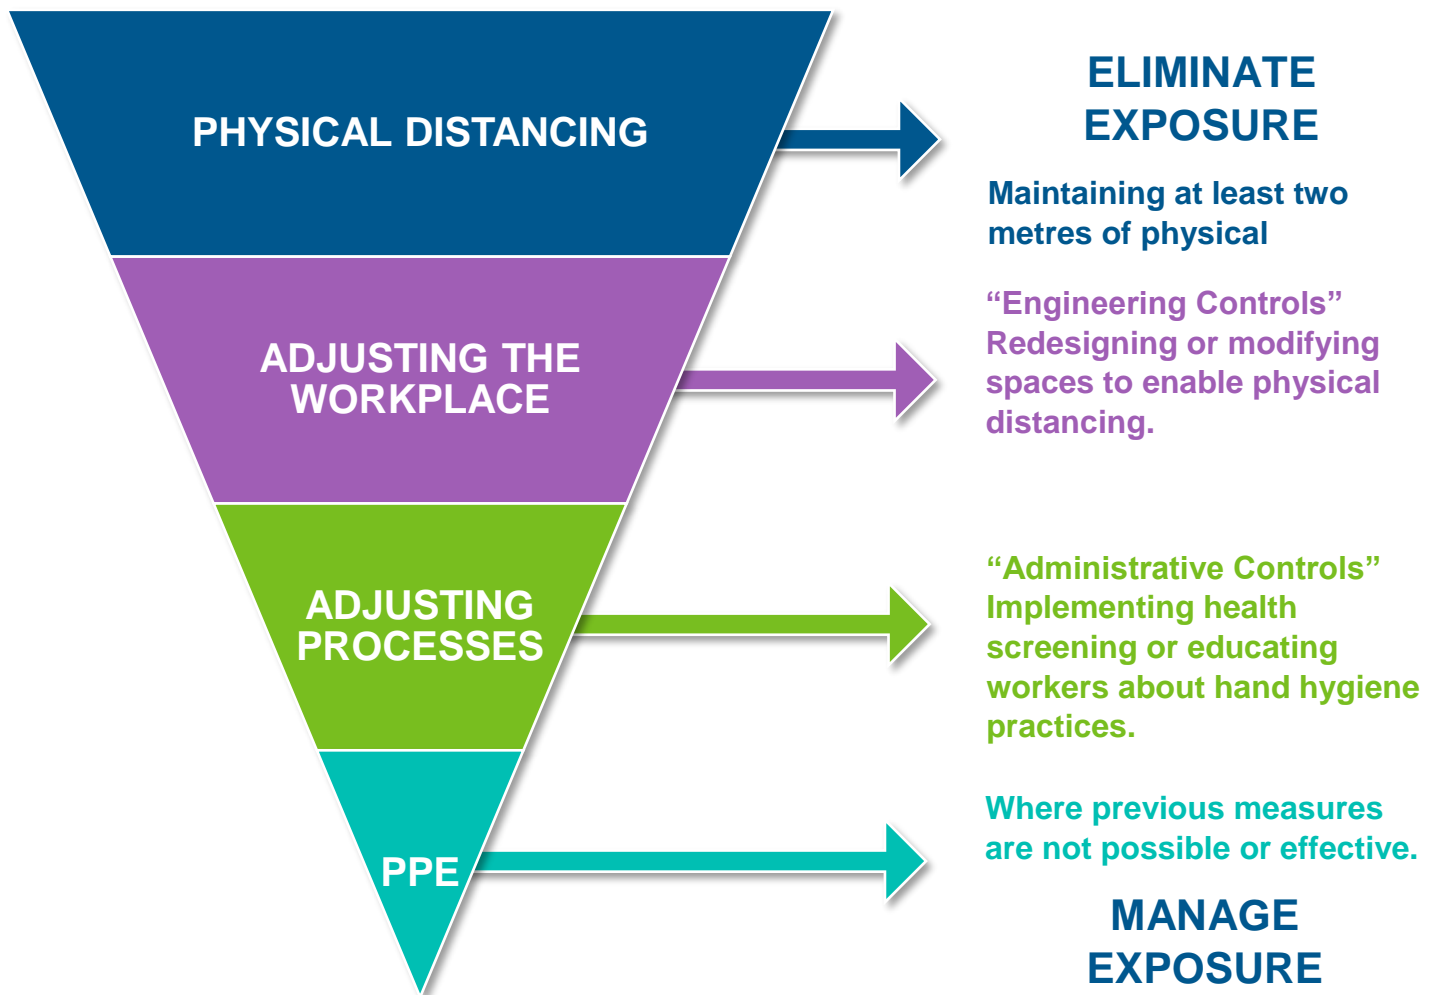 PHYSICAL DISTANCING
ELIMINATE
EXPOSURE
Maintaining at least two
metres of physical
ADJUSTING THE
WORKPLACE
“Engineering Controls”
Redesigning or modifying
spaces to enable physical
distancing.
ADJUSTING
PROCESSES
“Administrative Controls”
Implementing health
screening or educating
workers about hand hygiene
practices.
PPE
Where previous measures
are not possible or effective.
MANAGE
EXPOSURE